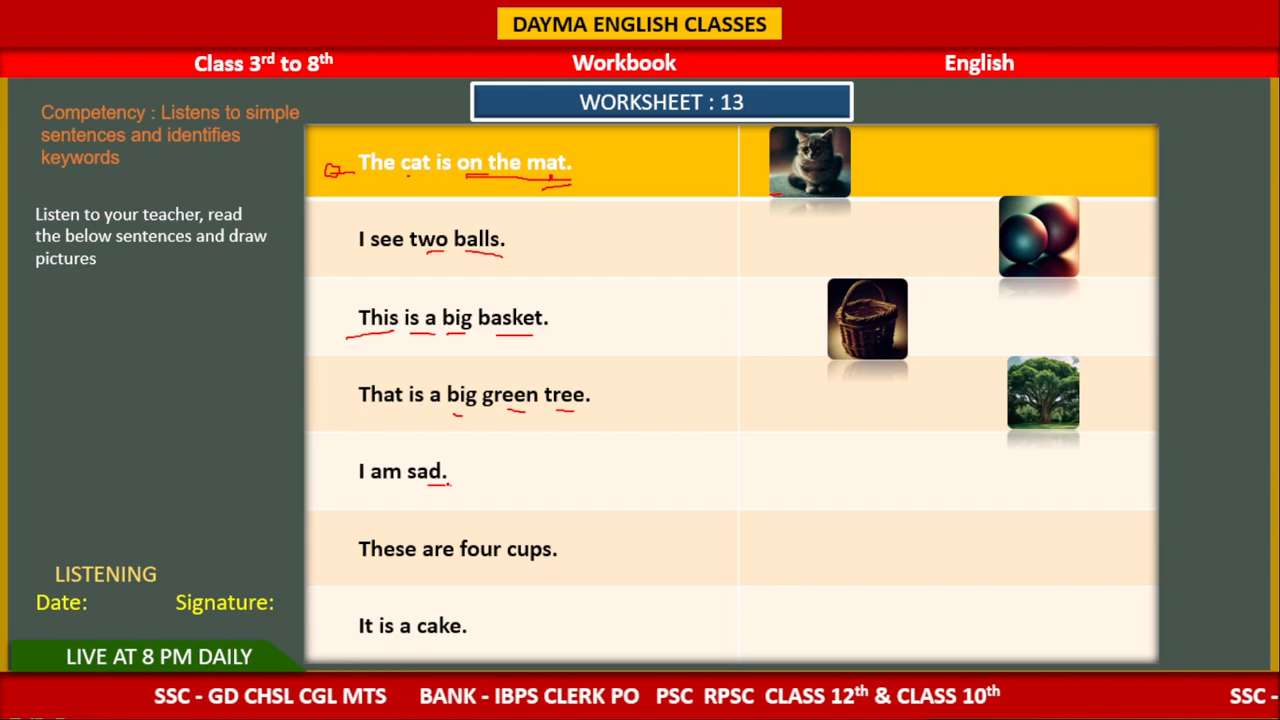 DAYMA ENGLISH CLASSES
Class 3rd to 8th Workbook English
WORKSHEET : 13
Competency : Listens to simple
sentences and identifies
keywords
Listen to your teacher, read
the below sentences and draw
pictures
The cat is on the mat.
I see two balls.
This is a big basket.
That is a big green tree.
I am sad.
These are four cups.
It is a cake.
LISTENING
Date: Signature:
LIVE AT 8 PM DAILY
SSC - GD CHSL CGL MTS BANK - IBPS CLERK PO PSC RPSC CLASS 12th & CLASS 10th SSC -